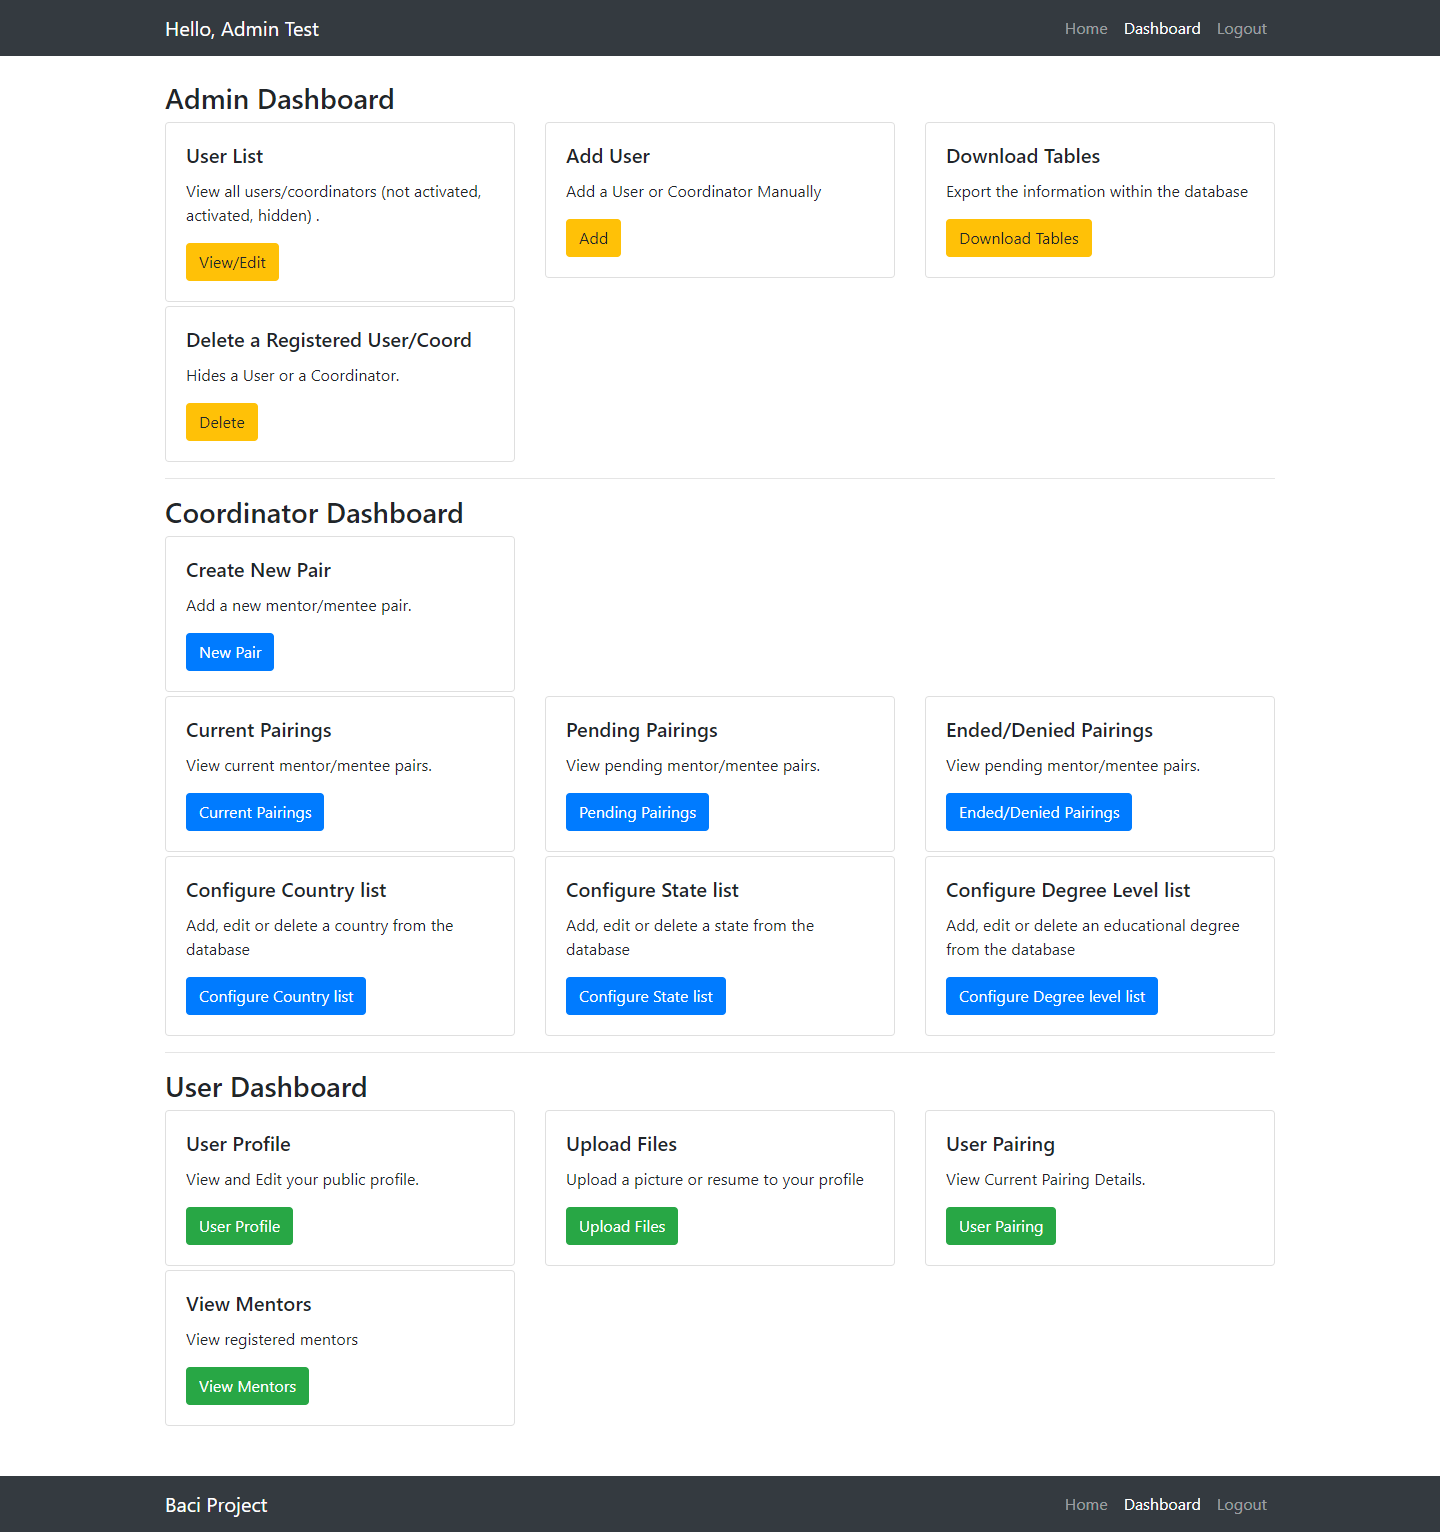 Hello, Admin Test
Home Dashboard Logout
Admin Dashboard
User List
View all users/coordinators (not activated,
activated, hidden) .
View/Edit
Add User
Add a User or Coordinator Manually
Add
Download Tables
Export the information within the database
Download Tables
Delete a Registered User/Coord
Hides a User or a Coordinator.
Delete
Coordinator Dashboard
Create New Pair
Add a new mentor/mentee pair.
New Pair
Current Pairings
View current mentor/mentee pairs.
Current Pairings
Pending Pairings
View pending mentor/mentee pairs.
Pending Pairings
Ended/Denied Pairings
View pending mentor/mentee pairs.
Ended/Denied Pairings
Configure Country list
Add, edit or delete a country from the
database
Configure Country list
Configure State list
Add, edit or delete a state from the
database
Configure State list
Configure Degree Level list
Add, edit or delete an educational degree
from the database
Configure Degree level list
User Dashboard
User Profile
View and Edit your public profile.
User Profile
Upload Files
Upload a picture or resume to your profile
Upload Files
User Pairing
View Current Pairing Details.
User Pairing
View Mentors
View registered mentors
View Mentors
Baci Project
Home Dashboard Logout